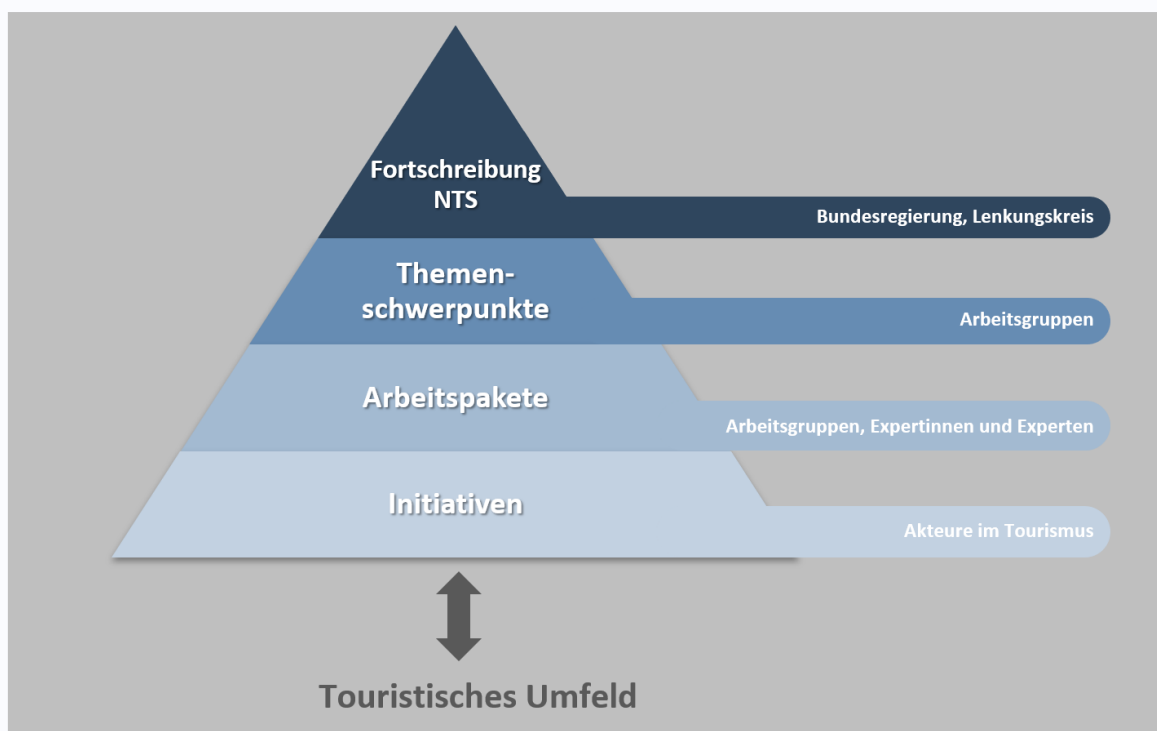 Fortschreibung
NTS
Bundesregierung, Lenkungskreis
Themen-
schwerpunkte
Arbeitsgruppen
Arbeitspakete
Arbeitsgruppen, Expertinnen und Experten
Initiativen
Akteure im Tourismus
Touristisches Umfeld